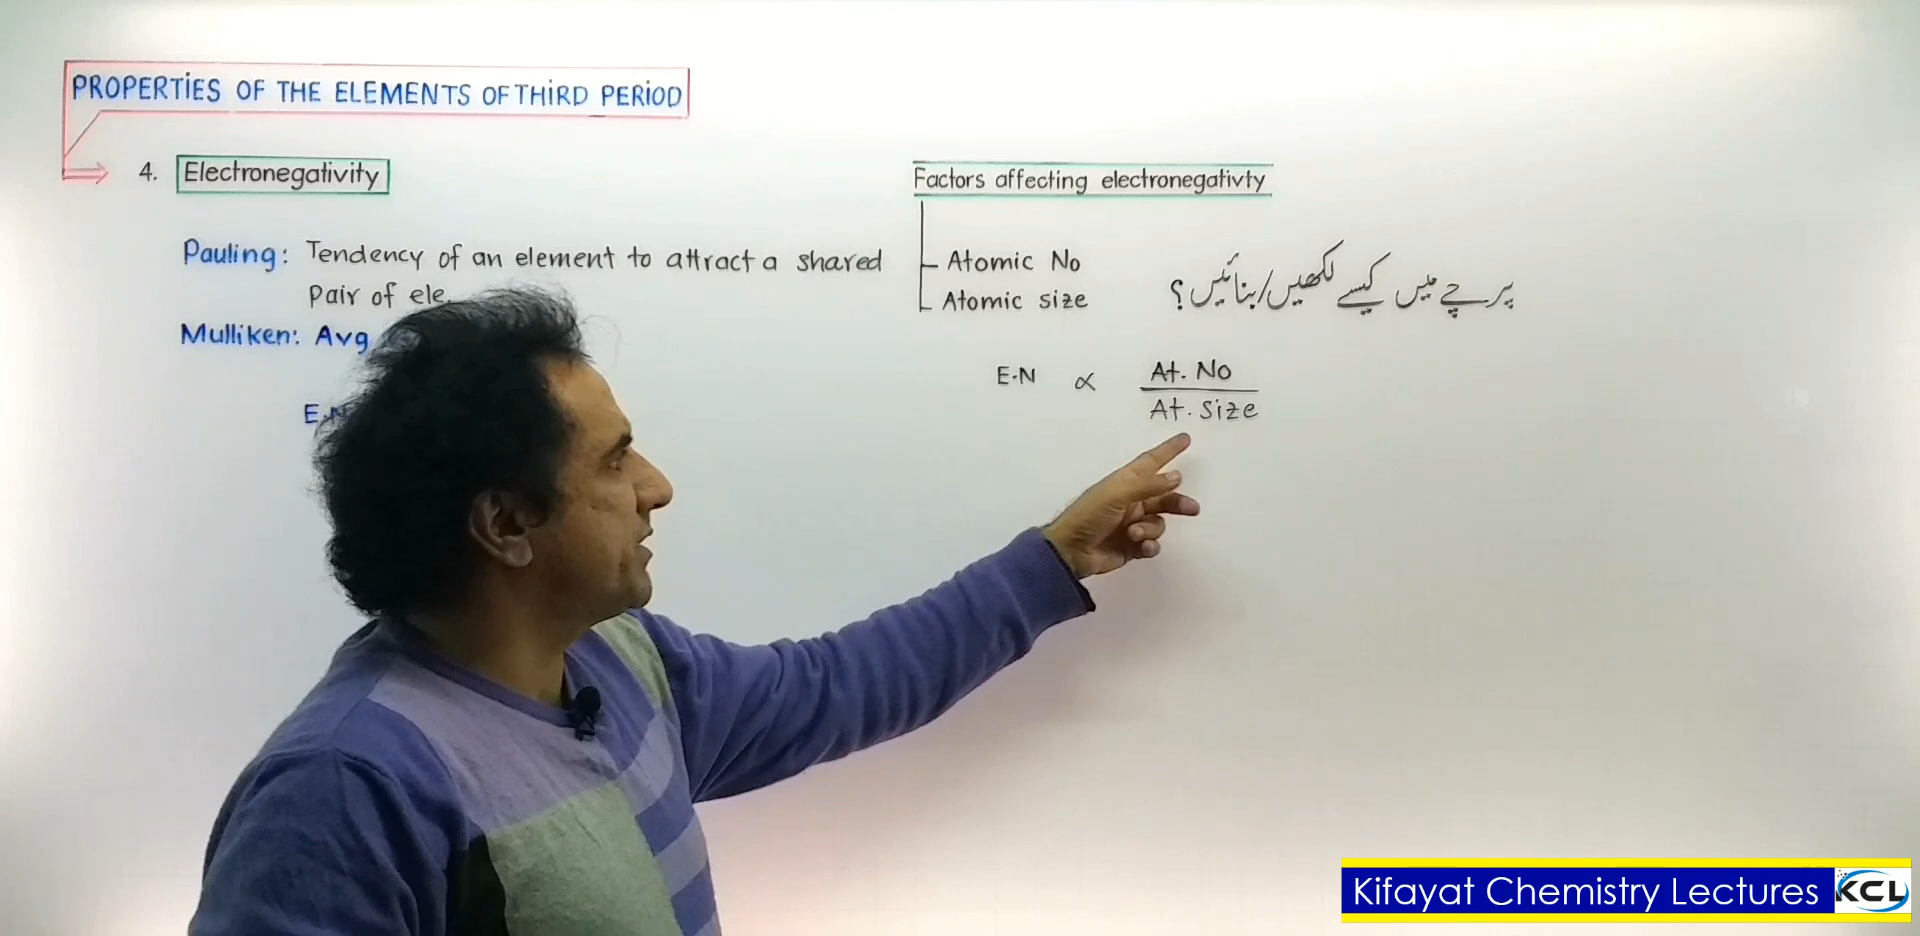 PROPERTIES OF THE ELEMENTS OF THIRD PERIOD
4. Electronegativity
Pauling: Tendency of an element to attract a shared
Pair of ele
Mulliken: Avg
E.N
Factors affecting electronegativty
Atomic No
Atomic size
پرچے میں کیسے لکھیں/بنائیں؟
E.N ∝ At. No
At. Size
Kifayat Chemistry Lectures KCL